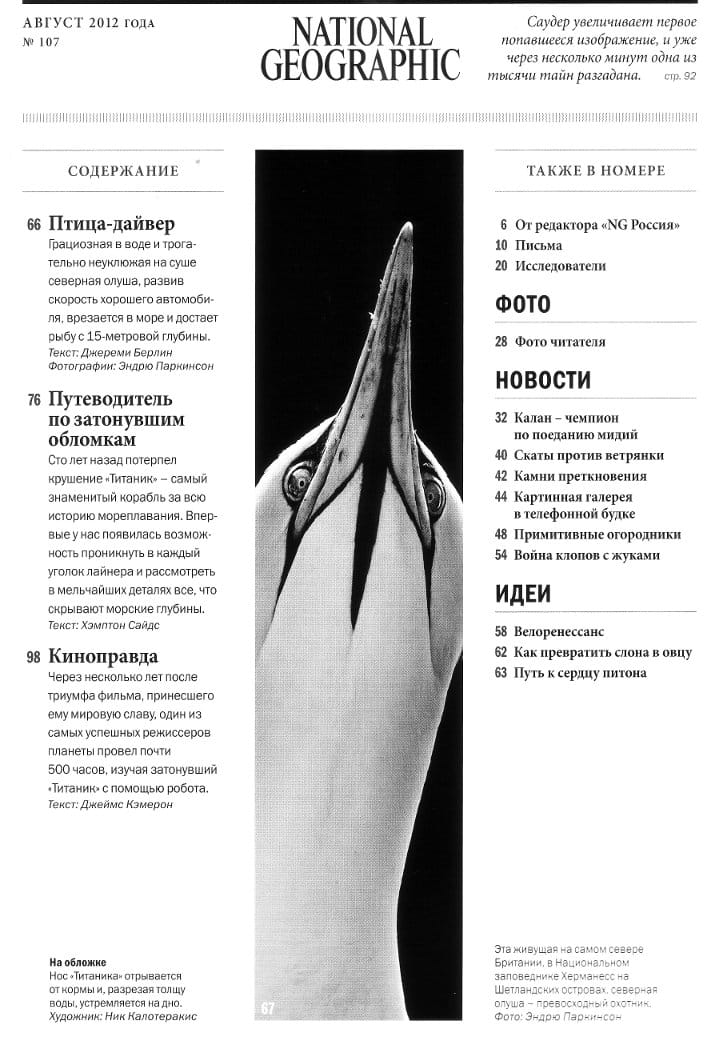 АВГУСТ 2012 ГОДА
№ 107
NATIONAL
GEOGRAPHIC
Саудер увеличивает первое
попавшееся изображение, и уже
через несколько минут одна из
тысячи тайн разгадана. стр. 92
СОДЕРЖАНИЕ
66 Птица-дайвер
Грациозная в воде и трога-
тельно неуклюжая на суше
северная олуша, развив
скорость хорошего автомоби-
ля, врезается в море и достает
рыбу с 15-метровой глубины.
Текст: Джереми Берлин
Фотографии: Эндрю Паркинсон
76 Путеводитель
по затонувшим
обломкам
Сто лет назад потерпел
крушение «Титаник» – самый
знаменитый корабль за всю
историю мореплавания. Впер-
вые у нас появилась возмож-
ность проникнуть в каждый
уголок лайнера и рассмотреть
в мельчайших деталях все, что
скрывают морские глубины.
Текст: Хэмптон Сайдс
98 Киноправда
Через несколько лет после
триумфа фильма, принесшего
ему мировую славу, один из
самых успешных режиссеров
планеты провел почти
500 часов, изучая затонувший
«Титаник» с помощью робота.
Текст: Джеймс Кэмерон
На обложке
Нос «Титаника» отрывается
от кормы и, разрезая толщу
воды, устремляется на дно.
Художник: Ник Калотеракис
67
ТАКЖЕ В НОМЕРЕ
6 От редактора «NG Россия»
10 Письма
20 Исследователи
ФОТО
28 Фото читателя
НОВОСТИ
32 Калан – чемпион
по поеданию мидий
40 Скаты против ветрянки
42 Камни преткновения
44 Картинная галерея
в телефонной будке
48 Примитивные огородники
54 Война клопов с жуками
ИДЕИ
58 Велоренессанс
62 Как превратить слона в овцу
63 Путь к сердцу питона
Эта живущая на самом севере
Британии, в Национальном
заповеднике Херманесс на
Шетландских островах, северная
олуша – превосходный охотник.
Фото: Эндрю Паркинсон